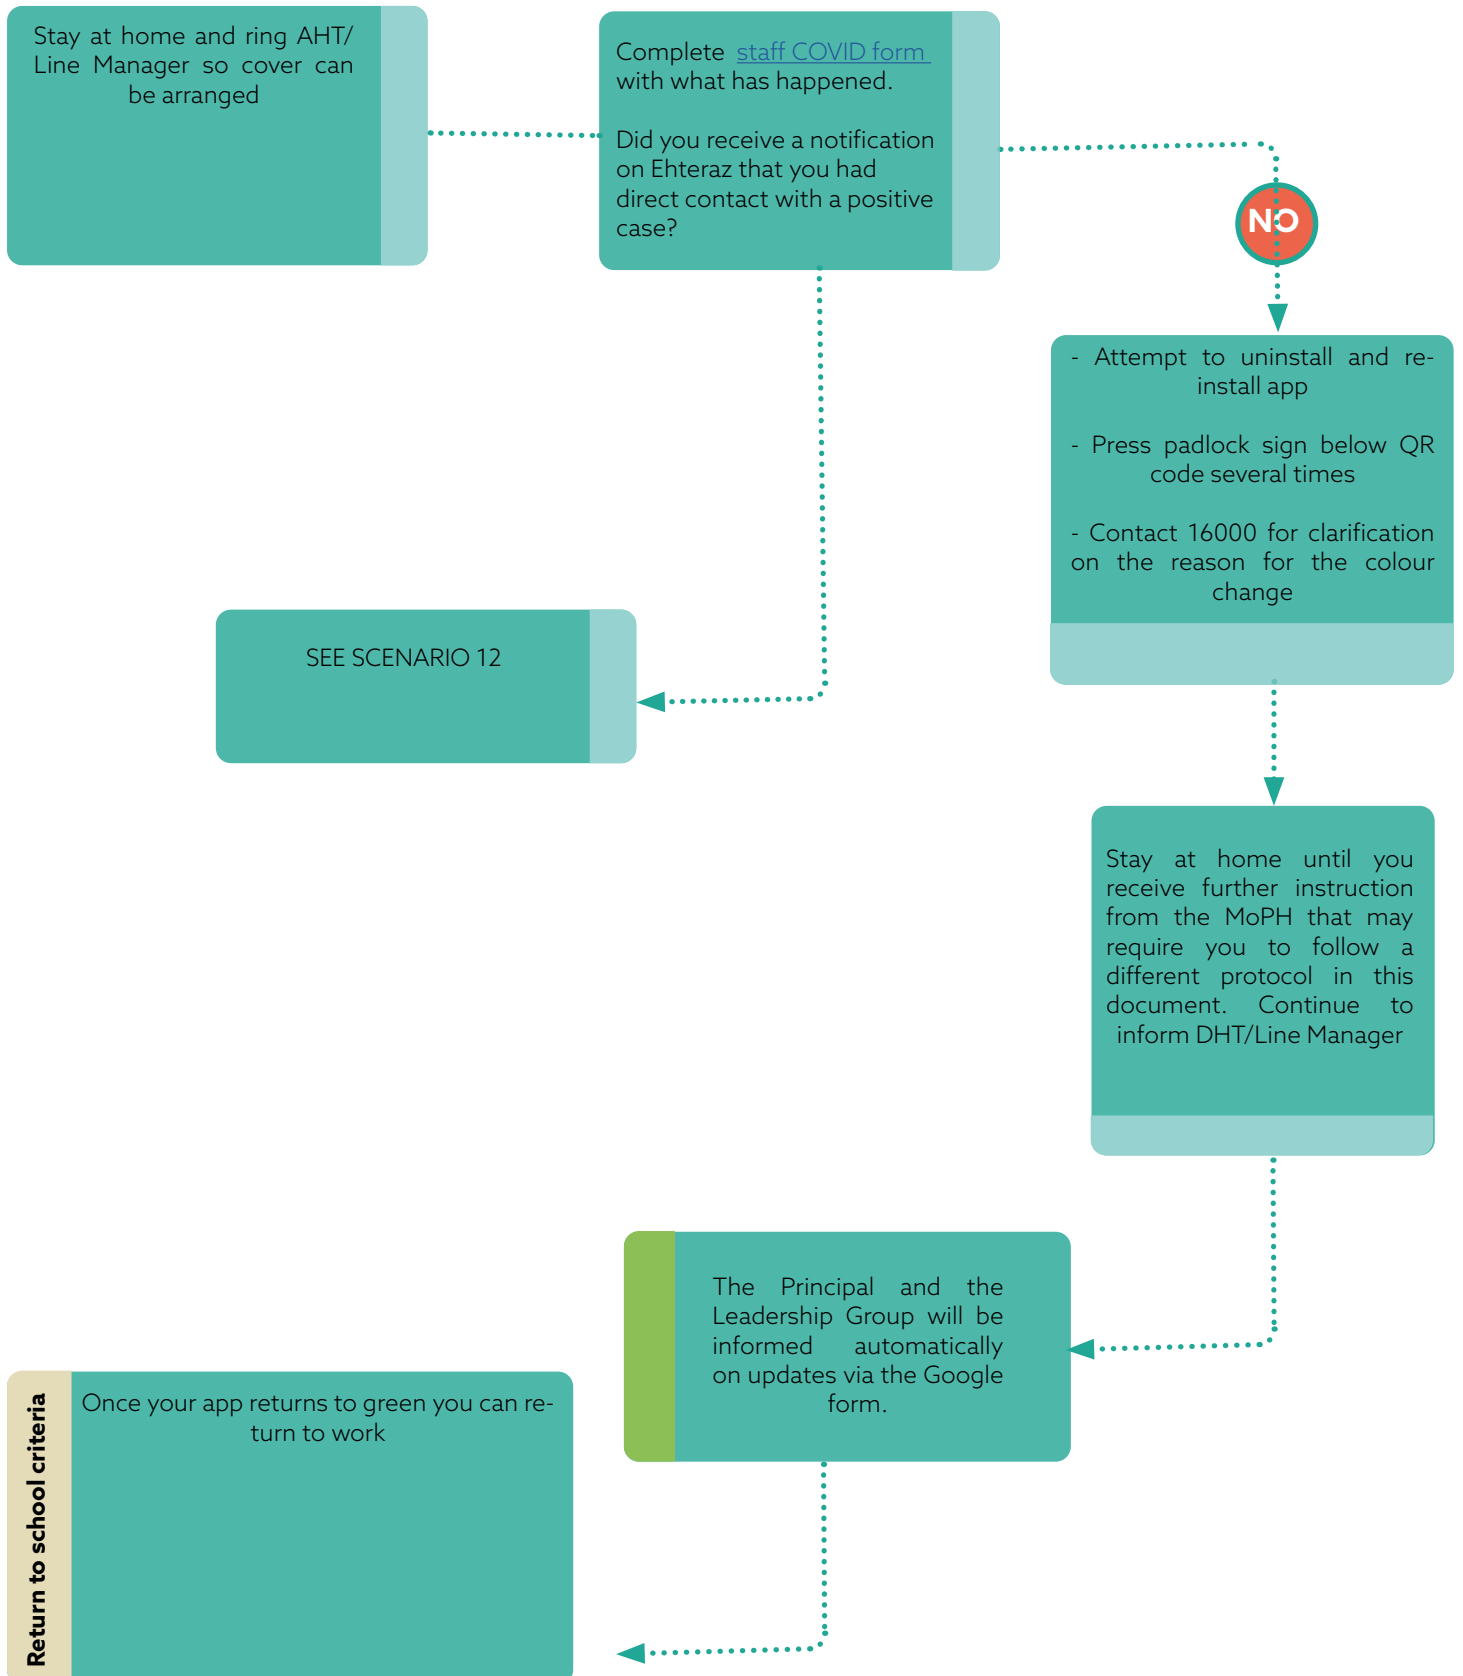 Stay at home and ring AHT/
Line Manager so cover can
be arranged
Complete staff COVID form
with what has happened.
Did you receive a notification
on Ehteraz that you had
direct contact with a positive
case?
NO
- Attempt to uninstall and re-
install app
- Press padlock sign below QR
code several times
- Contact 16000 for clarification
on the reason for the colour
change
SEE SCENARIO 12
Stay at home until you
receive further instruction
from the MoPH that may
require you to follow a
different protocol in this
document. Continue to
inform DHT/Line Manager
The Principal and the
Leadership Group will be
informed automatically
on updates via the Google
form.
Return to school criteria
Once your app returns to green you can re-
turn to work